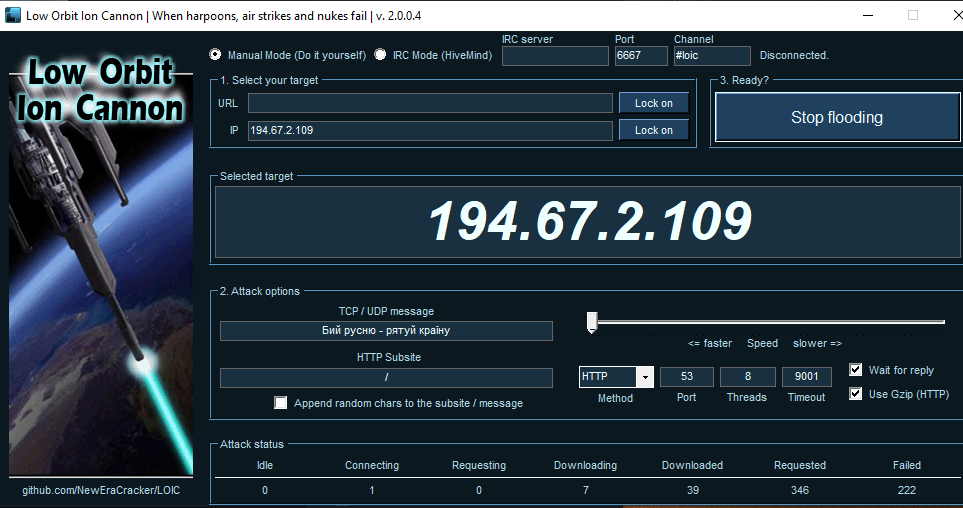 Low Orbit Ion Cannon | When harpoons, air strikes and nukes fail | v. 2.0.0.4
Low Orbit
Ion Cannon
Manual Mode (Do it yourself) IRC Mode (HiveMind)
IRC server Port Channel
6667 #loic Disconnected.
1. Select your target
URL Lock on
IP 194.67.2.109 Lock on
3. Ready?
Stop flooding
Selected target
194.67.2.109
2. Attack options
TCP / UDP message
Бий русню - рятуй країну
HTTP Subsite
/
Append random chars to the subsite / message
<= faster Speed slower =>
HTTP 53 8 9001
Method Port Threads Timeout
Wait for reply
Use Gzip (HTTP)
Attack status
Idle Connecting Requesting Downloading Downloaded Requested Failed
0 1 0 7 39 346 222
github.com/NewEraCracker/LOIC